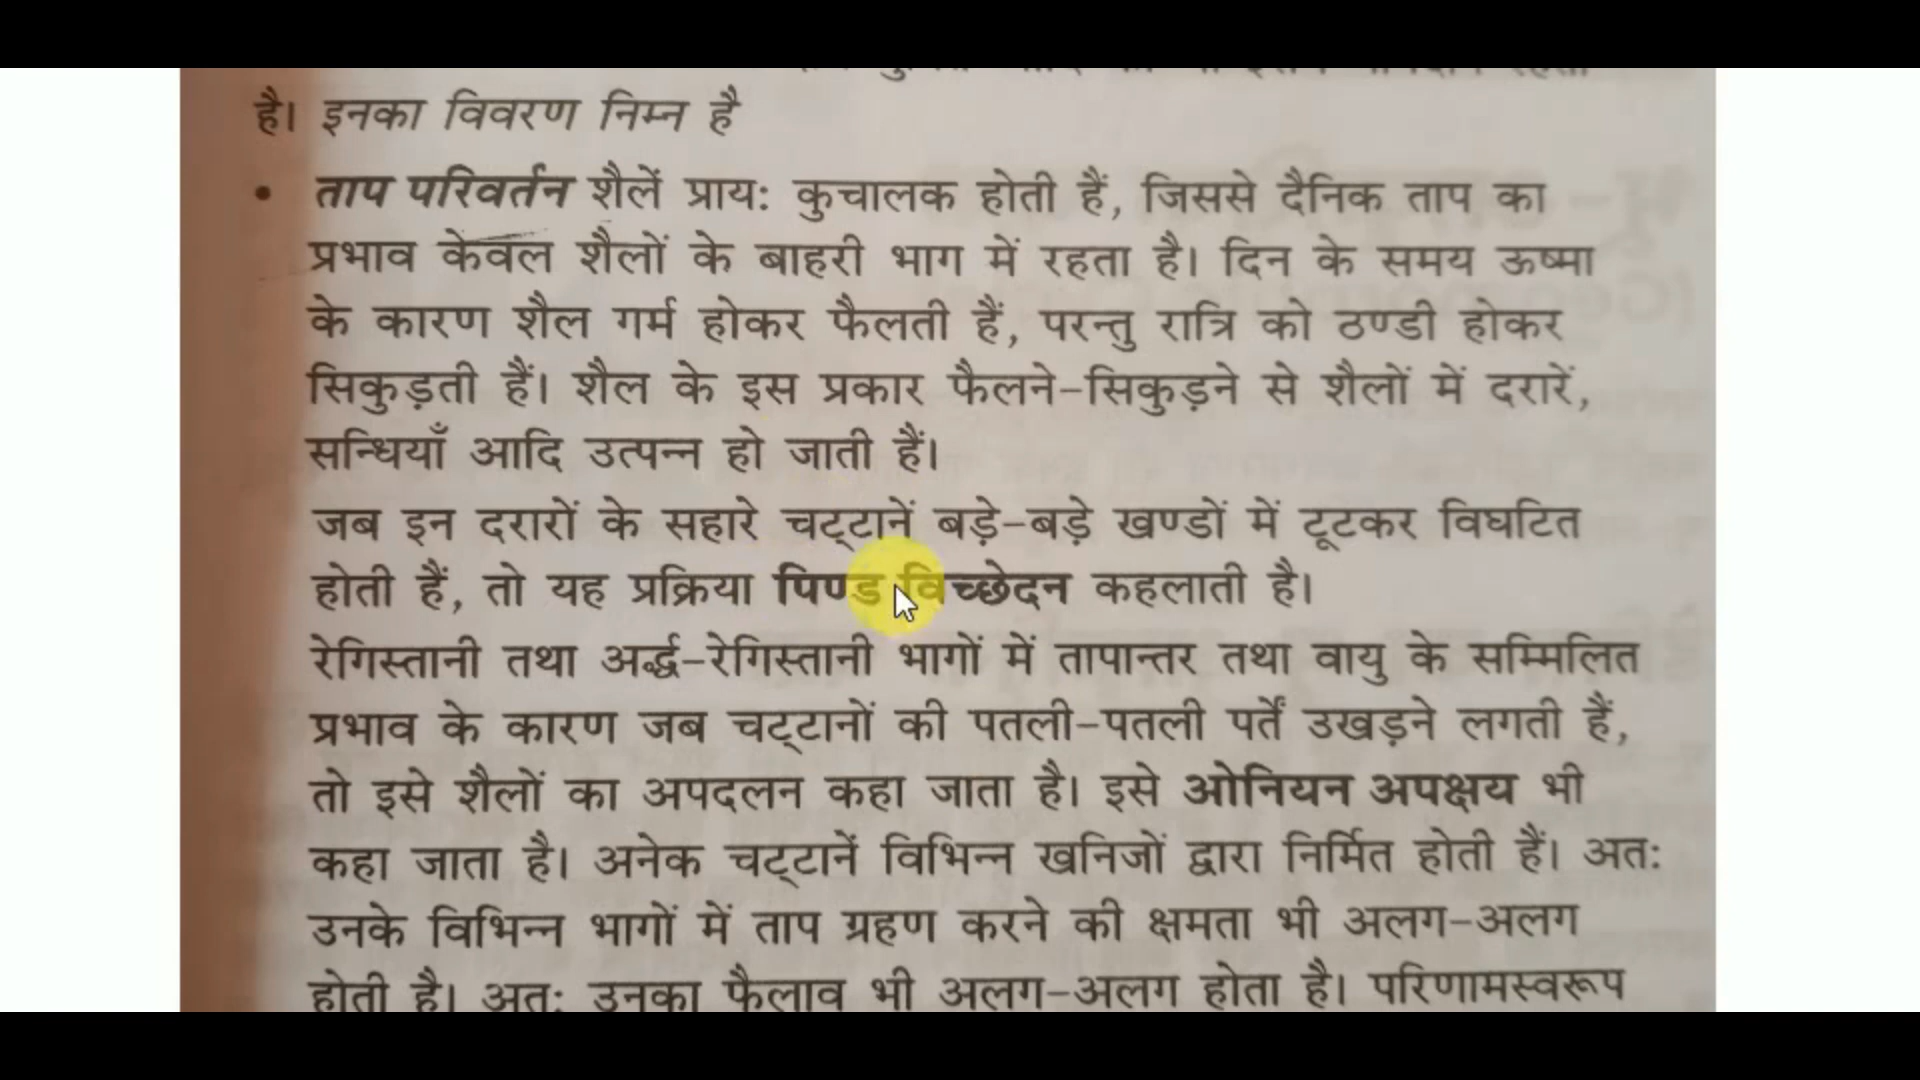 है। इनका विवरण निम्न है
• ताप परिवर्तन शैलें प्राय: कुचालक होती हैं, जिससे दैनिक ताप का
प्रभाव केवल शैलों के बाहरी भाग में रहता है। दिन के समय ऊष्मा
के कारण शैल गर्म होकर फैलती हैं, परन्तु रात्रि को ठण्डी होकर
सिकुड़ती हैं। शैल के इस प्रकार फैलने-सिकुड़ने से शैलों में दरारें,
सन्धियाँ आदि उत्पन्न हो जाती हैं।
जब इन दरारों के सहारे चट्टानें बड़े-बड़े खण्डों में टूटकर विघटित
होती हैं, तो यह प्रक्रिया पिण्ड विच्छेदन कहलाती है।
रेगिस्तानी तथा अर्द्ध-रेगिस्तानी भागों में तापान्तर तथा वायु के सम्मिलित
प्रभाव के कारण जब चट्टानों की पतली-पतली पर्तें उखड़ने लगती हैं,
तो इसे शैलों का अपदलन कहा जाता है। इसे ओनियन अपक्षय भी
कहा जाता है। अनेक चट्टानें विभिन्न खनिजों द्वारा निर्मित होती हैं। अत:
उनके विभिन्न भागों में ताप ग्रहण करने की क्षमता भी अलग-अलग
होती है। अत: उनका फैलाव भी अलग-अलग होता है। परिणामस्वरूप